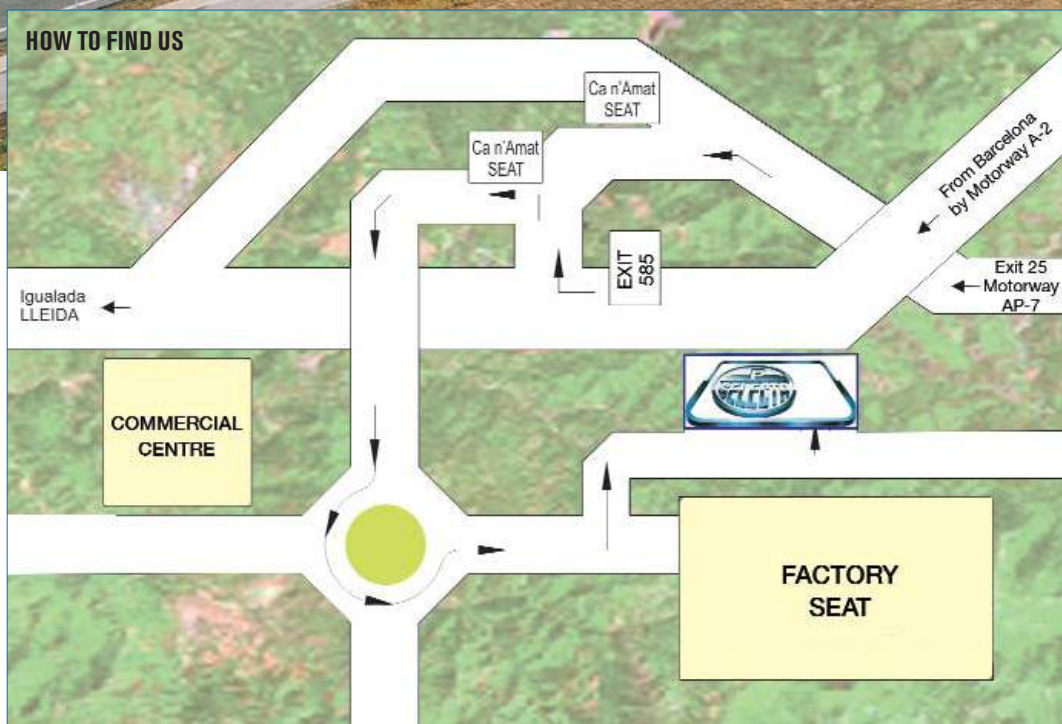 HOW TO FIND US
Ca n'Amat
SEAT
Ca n'Amat
SEAT
From Barcelona
by Motorway A-2
EXIT
585
Exit 25
Motorway
AP-7
Igualada
LLEIDA
P
SELECTA
COMMERCIAL
CENTRE
FACTORY
SEAT